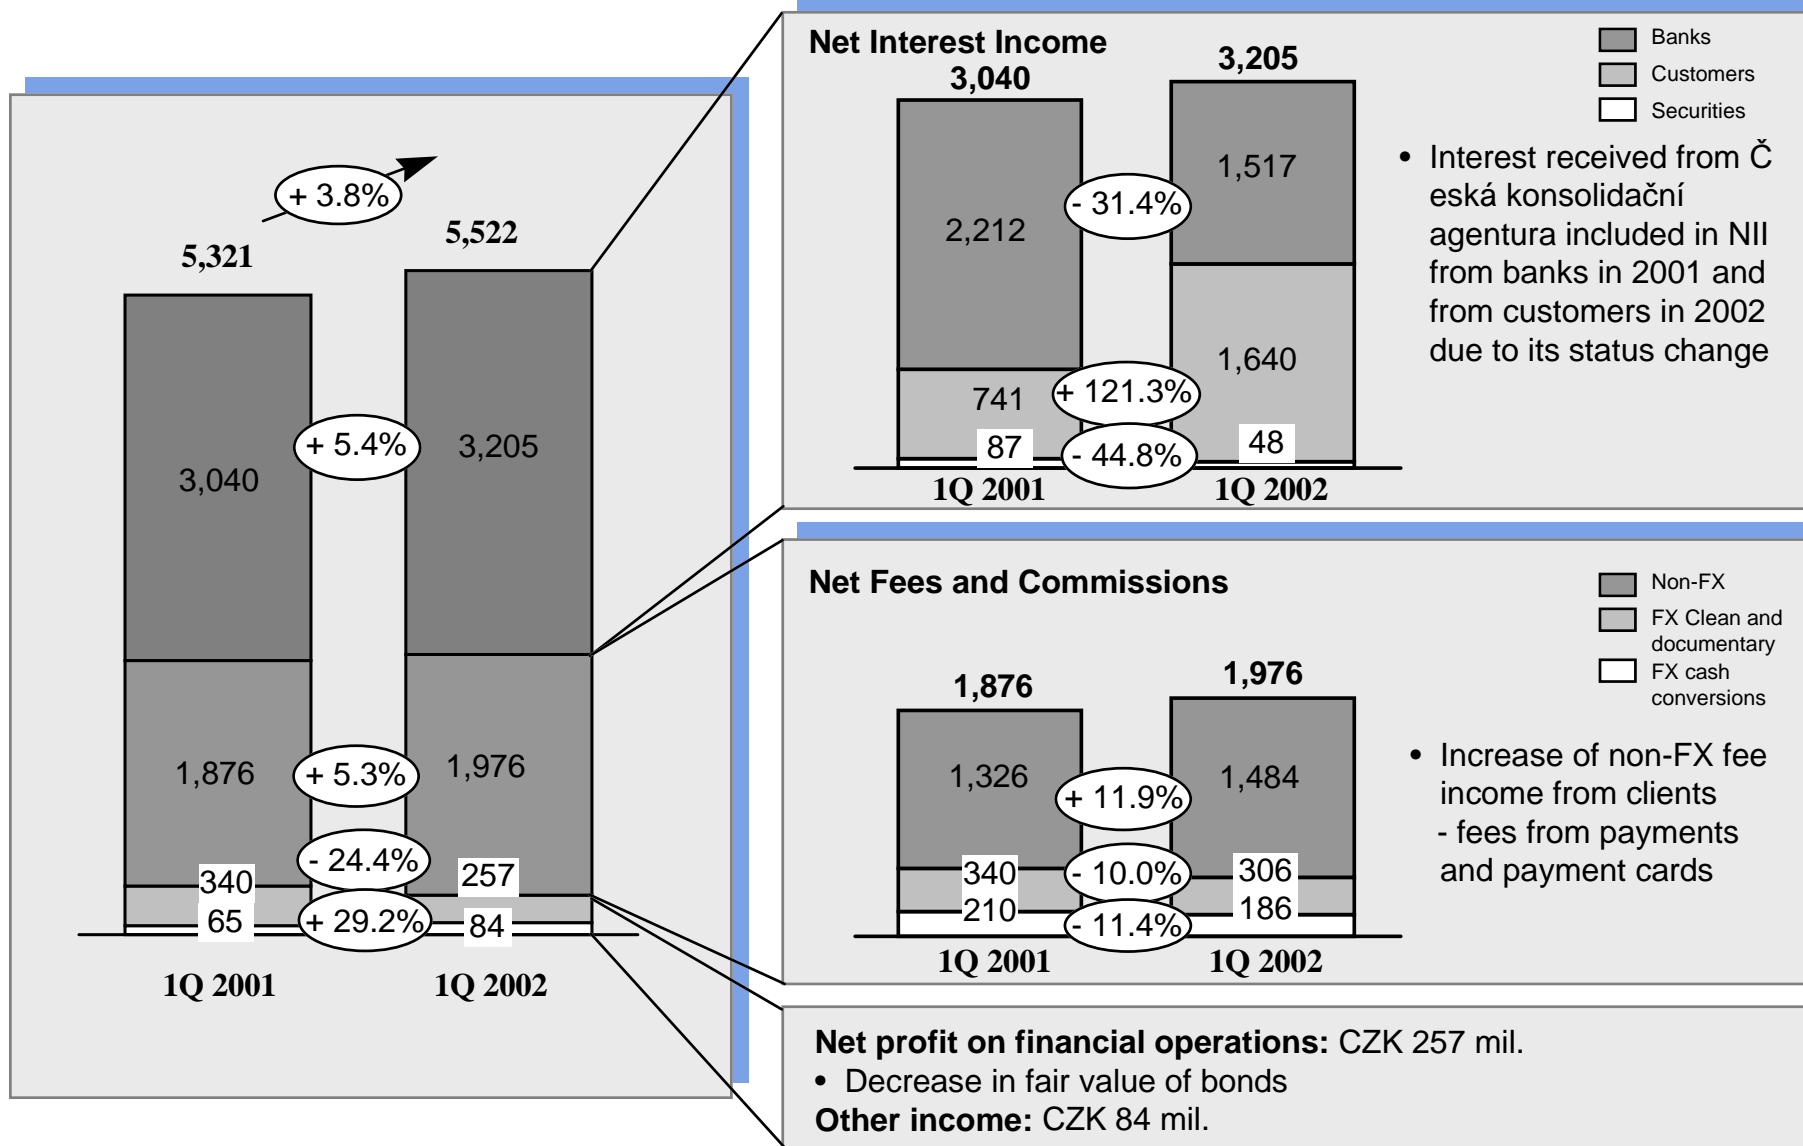 + 3.8%
5,321
5,522
3,040
+ 5.4%
3,205
1,876
+ 5.3%
1,976
340
- 24.4%
257
65
+ 29.2%
84
1Q 2001
1Q 2002
Net Interest Income
3,040
3,205
Banks
Customers
Securities
2,212
- 31.4%
1,517
741
+ 121.3%
1,640
87
- 44.8%
48
1Q 2001
1Q 2002
• Interest received from Č
eská konsolidační
agentura included in NII
from banks in 2001 and
from customers in 2002
due to its status change
Net Fees and Commissions
Non-FX
FX Clean and
documentary
FX cash
conversions
1,876
1,976
1,326
+ 11.9%
1,484
340
- 10.0%
306
210
- 11.4%
186
1Q 2001
1Q 2002
• Increase of non-FX fee
income from clients
- fees from payments
and payment cards
Net profit on financial operations: CZK 257 mil.
• Decrease in fair value of bonds
Other income: CZK 84 mil.